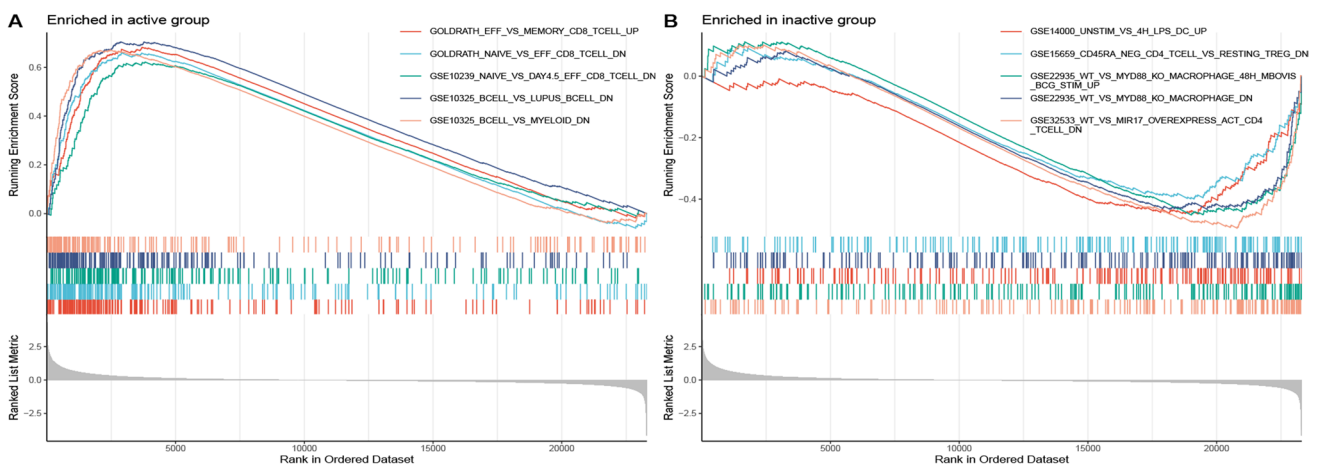 A
Enriched in active group
GOLDRATH_EFF_VS_MEMORY_CD8_TCELL_UP
GOLDRATH_NAIVE_VS_EFF_CD8_TCELL_DN
GSE10239_NAIVE_VS_DAY4.5_EFF_CD8_TCELL_DN
GSE10325_BCELL_VS_LUPUS_BCELL_DN
GSE10325_BCELL_VS_MYELOID_DN
Running Enrichment Score
0.6
0.4
0.2
0.0
Ranked List Metric
2.5
0.0
−2.5
5000
10000
15000
20000
Rank in Ordered Dataset
B
Enriched in inactive group
GSE14000_UNSTIM_VS_4H_LPS_DC_UP
GSE15659_CD45RA_NEG_CD4_TCELL_VS_RESTING_TREG_DN
GSE22935_WT_VS_MYD88_KO_MACROPHAGE_48H_MBOVIS
_BCG_STIM_UP
GSE22935_WT_VS_MYD88_KO_MACROPHAGE_DN
GSE32533_WT_VS_MIR17_OVEREXPRESS_ACT_CD4
_TCELL_DN
Running Enrichment Score
0.0
−0.2
−0.4
Ranked List Metric
2.5
0.0
−2.5
5000
10000
15000
20000
Rank in Ordered Dataset